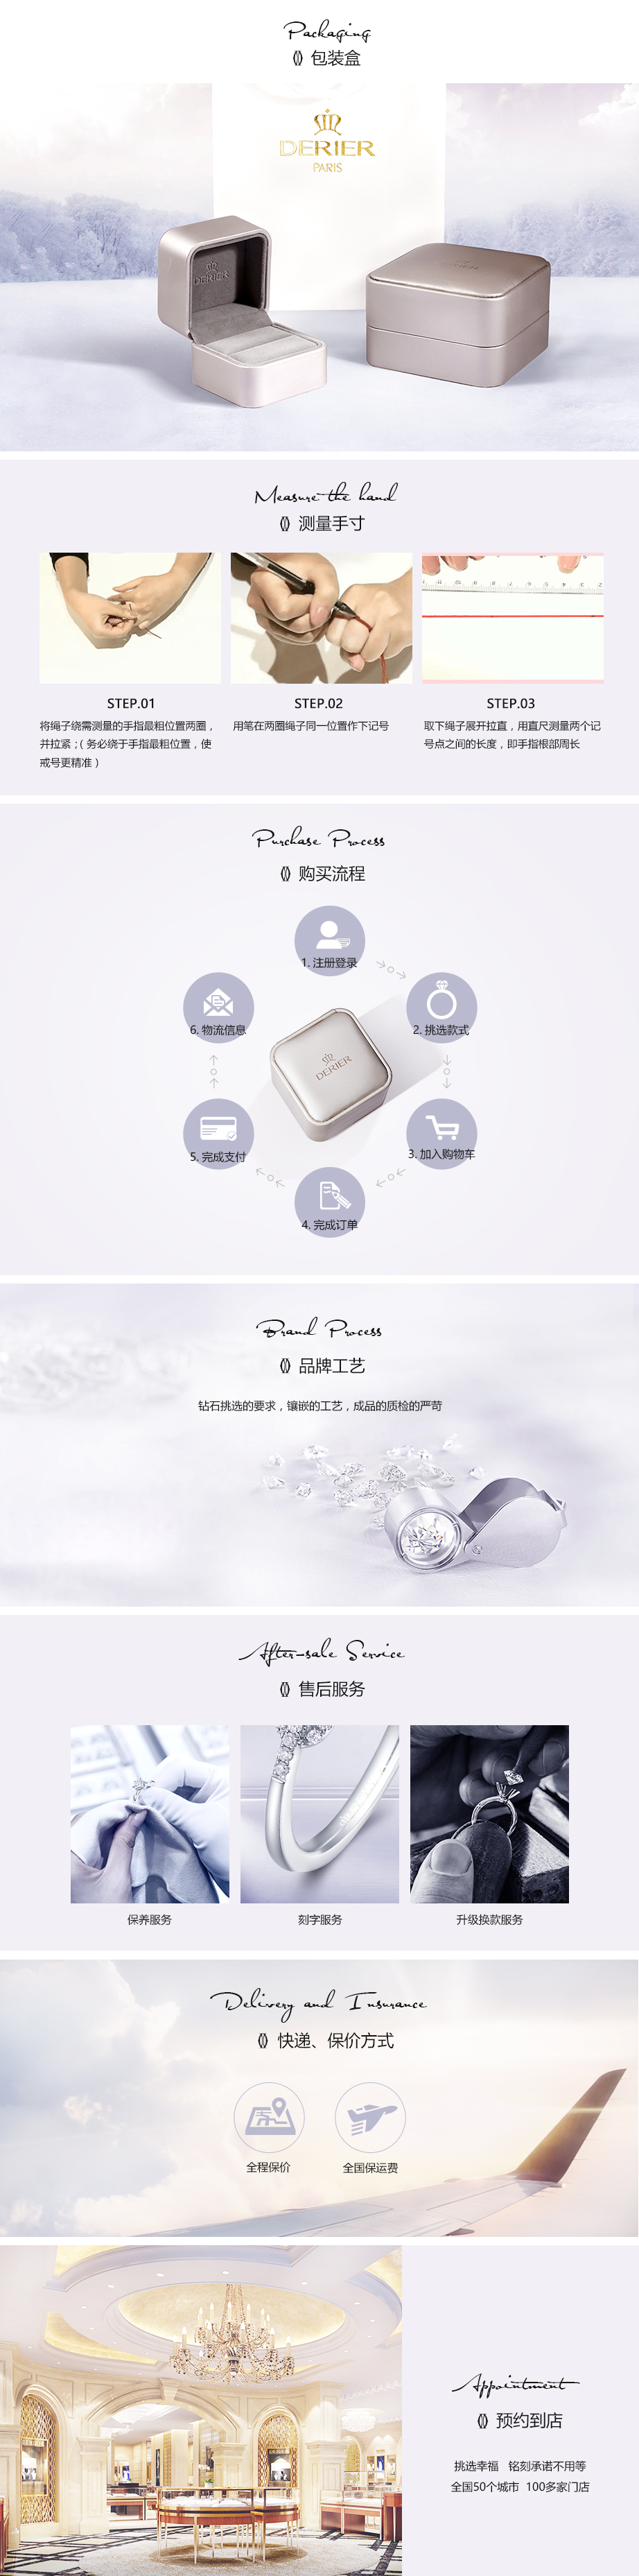 Packaging
包装盒
DERIER
PARIS
DERIER
DERIER
Measure the hand
测量手寸
STEP.01
将绳子绕需测量的手指最粗位置两圈，
并拉紧；( 务必绕于手指最粗位置，使
戒号更精准 )
STEP.02
用笔在两圈绳子同一位置作下记号
STEP.03
取下绳子展开拉直，用直尺测量两个记
号点之间的长度，即手指根部周长
Purchase Process
购买流程
1. 注册登录
2. 挑选款式
3. 加入购物车
4. 完成订单
5. 完成支付
6. 物流信息
DERIER
Brand Process
品牌工艺
钻石挑选的要求，镶嵌的工艺，成品的质检的严苛
After-sale Service
售后服务
保养服务
刻字服务
升级换款服务
Delivery and Insurance
快递、保价方式
全程保价
全国保运费
Appointment
预约到店
挑选幸福 铭刻承诺不用等
全国50个城市 100多家门店